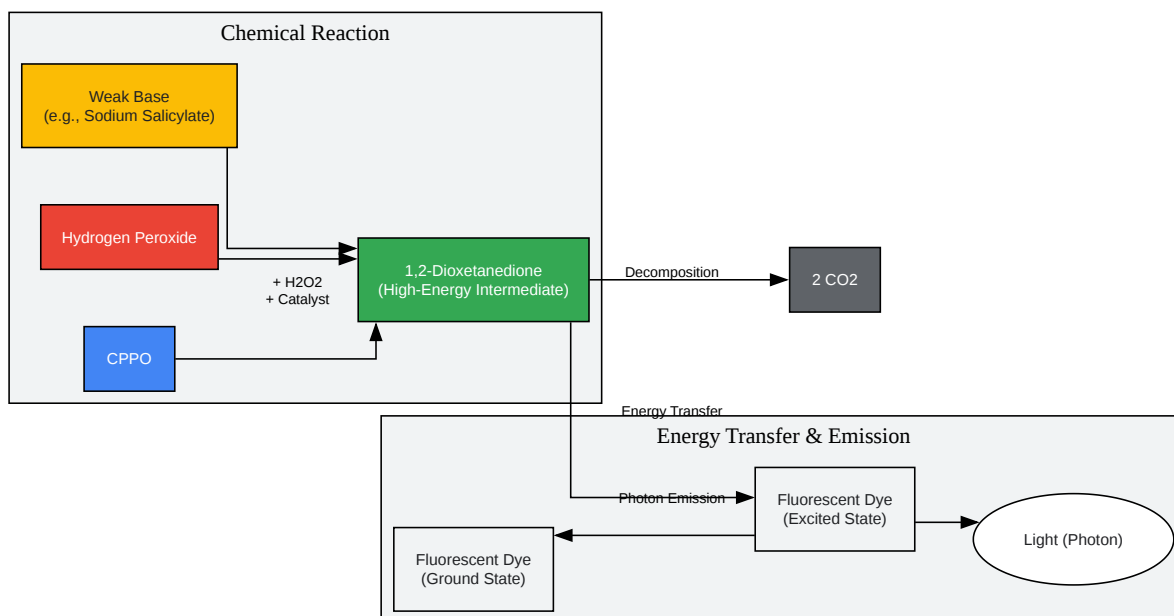 Chemical Reaction
Weak Base
(e.g., Sodium Salicylate)
Hydrogen Peroxide
+ H2O2
+ Catalyst
1,2-Dioxetanedione
(High-Energy Intermediate)
Decomposition
2 CO2
CPPO
Energy Transfer
Energy Transfer & Emission
Photon Emission
Fluorescent Dye
(Excited State)
Light (Photon)
Fluorescent Dye
(Ground State)